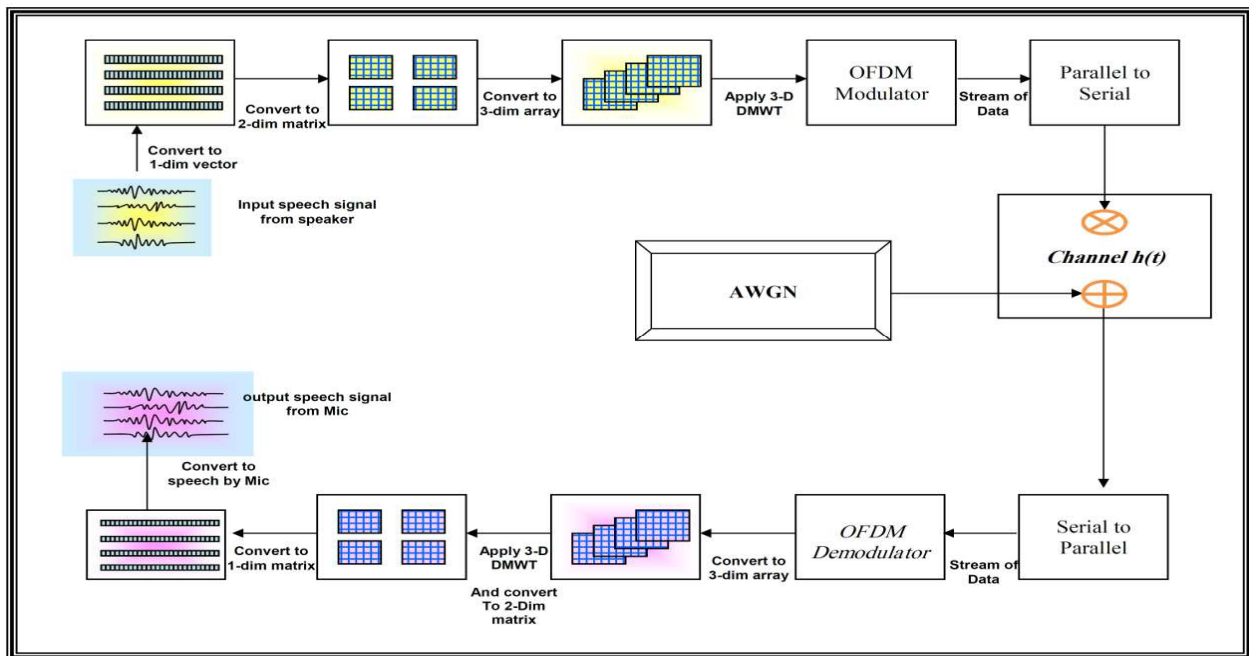 Convert to
2-dim matrix
Convert to
3-dim array
Apply 3-D
DMWT
OFDM
Modulator
Stream of
Data
Parallel to
Serial
Convert to
1-dim vector
Input speech signal
from speaker
Channel h(t)
AWGN
output speech signal
from Mic
Convert to
speech by Mic
Convert to
1-dim matrix
Apply 3-D
DMWT
And convert
To 2-Dim
matrix
Convert to
3-dim array
OFDM
Demodulator
Stream of
Data
Serial to
Parallel